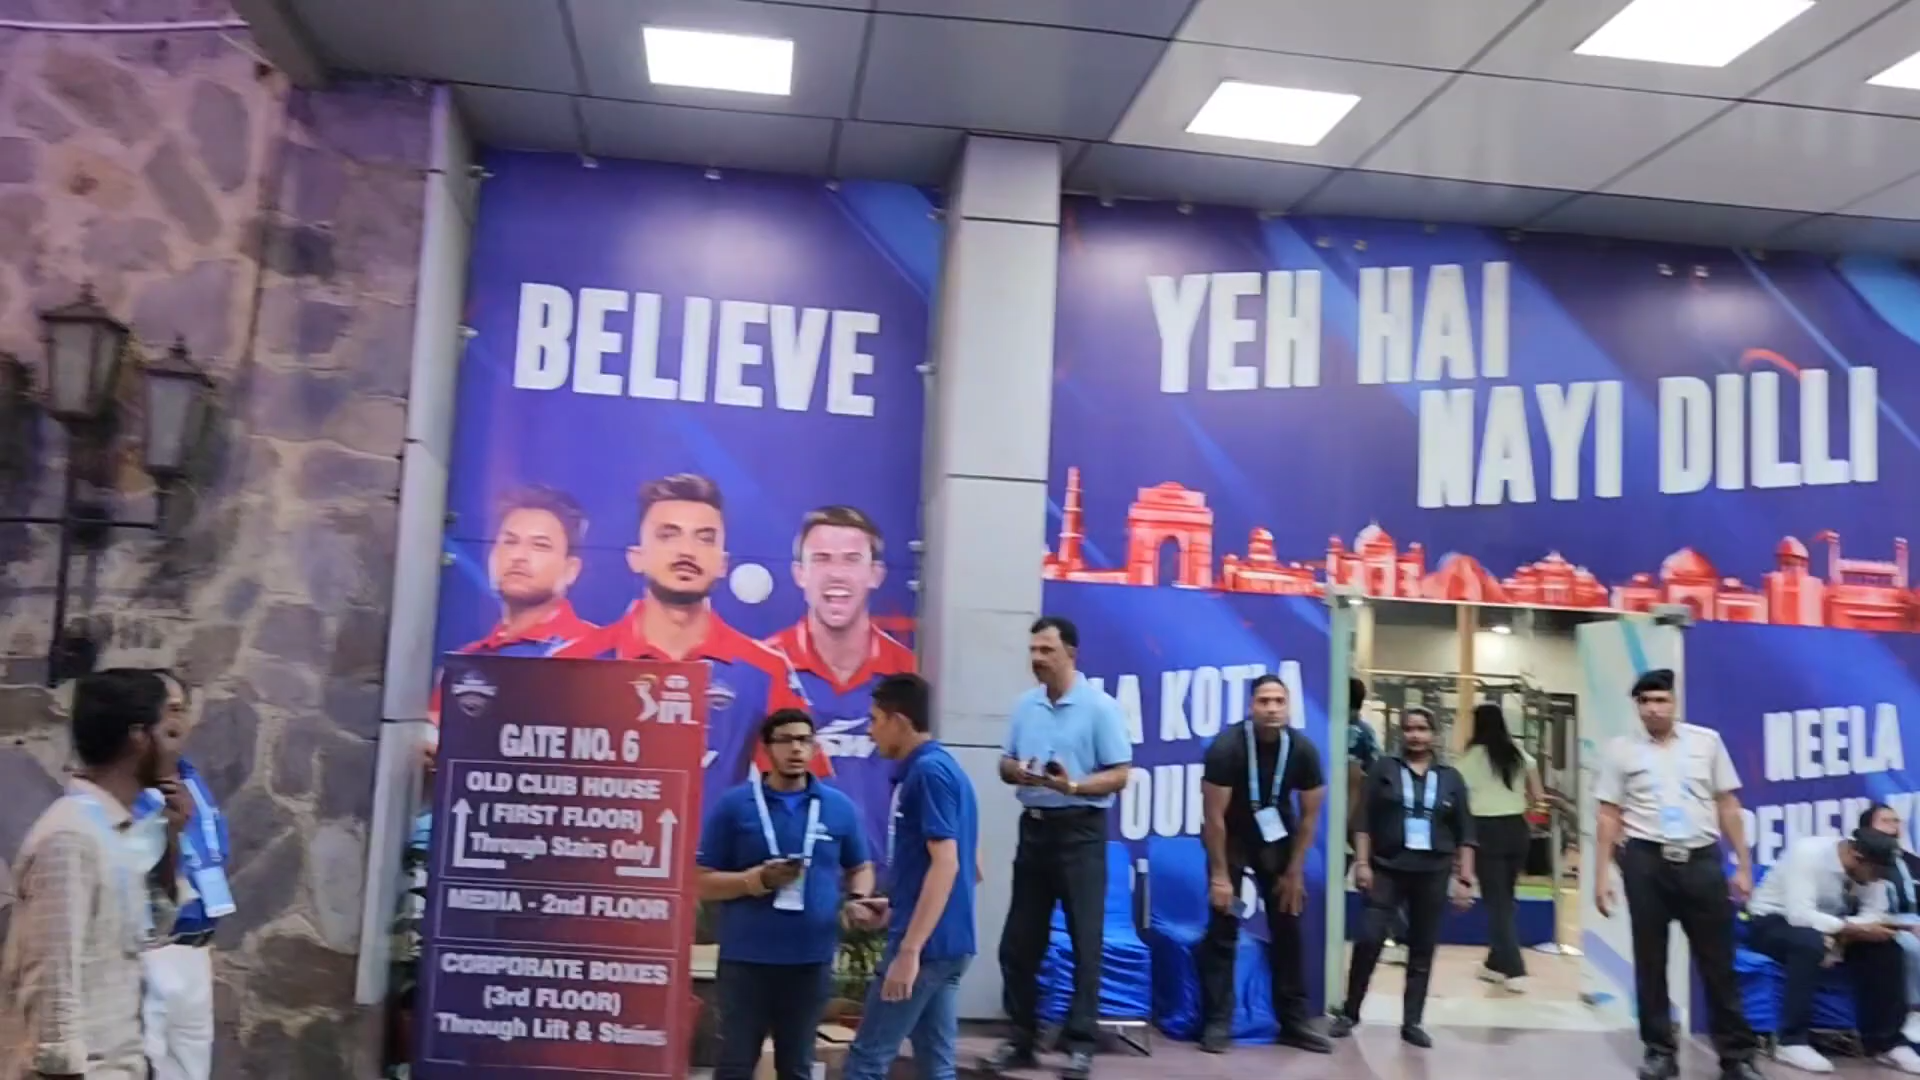 BELIEVE
YEH HAI
NAYI DILLI
IPL
GATE NO. 6
OLD CLUB HOUSE
( FIRST FLOOR)
Through Stairs Only
MEDIA - 2nd FLOOR
CORPORATE BOXES
(3rd FLOOR)
Through Lift & Stairs
KOTLA
NEELA